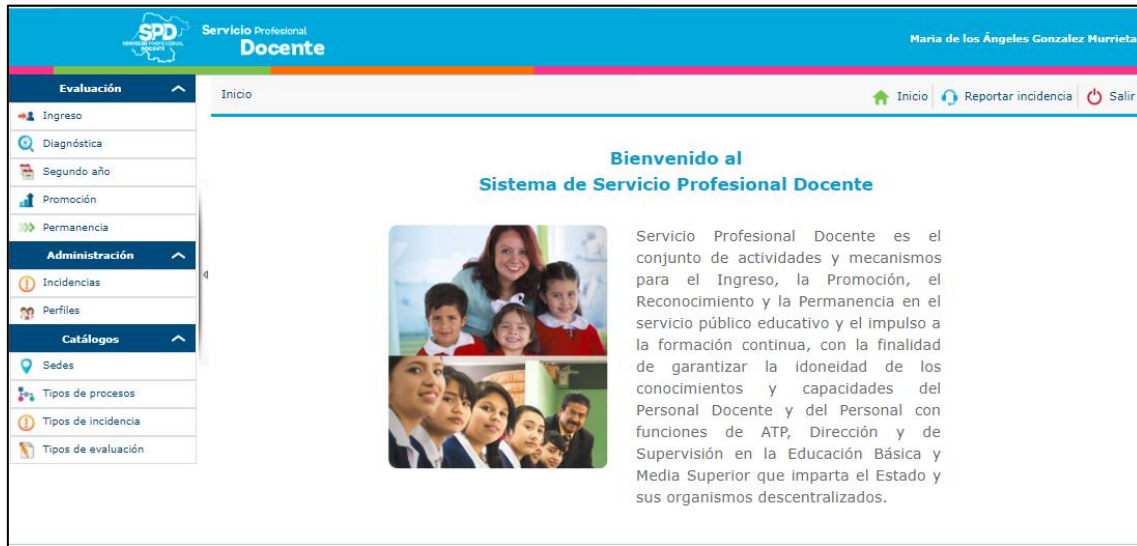 SPD
SERVICIO PROFESIONAL
DOCENTE
Servicio Profesional
Docente
Maria de los Ángeles Gonzalez Murrieta
Evaluación
Ingreso
Diagnóstica
Segundo año
Promoción
Permanencia
Administración
Incidencias
Perfiles
Catálogos
Sedes
Tipos de procesos
Tipos de incidencia
Tipos de evaluación
Inicio
Inicio
Reportar incidencia
Salir
Bienvenido al
Sistema de Servicio Profesional Docente
Servicio Profesional Docente es el
conjunto de actividades y mecanismos
para el Ingreso, la Promoción, el
Reconocimiento y la Permanencia en el
servicio público educativo y el impulso a
la formación continua, con la finalidad
de garantizar la idoneidad de los
conocimientos y capacidades del
Personal Docente y del Personal con
funciones de ATP, Dirección y de
Supervisión en la Educación Básica y
Media Superior que imparta el Estado y
sus organismos descentralizados.